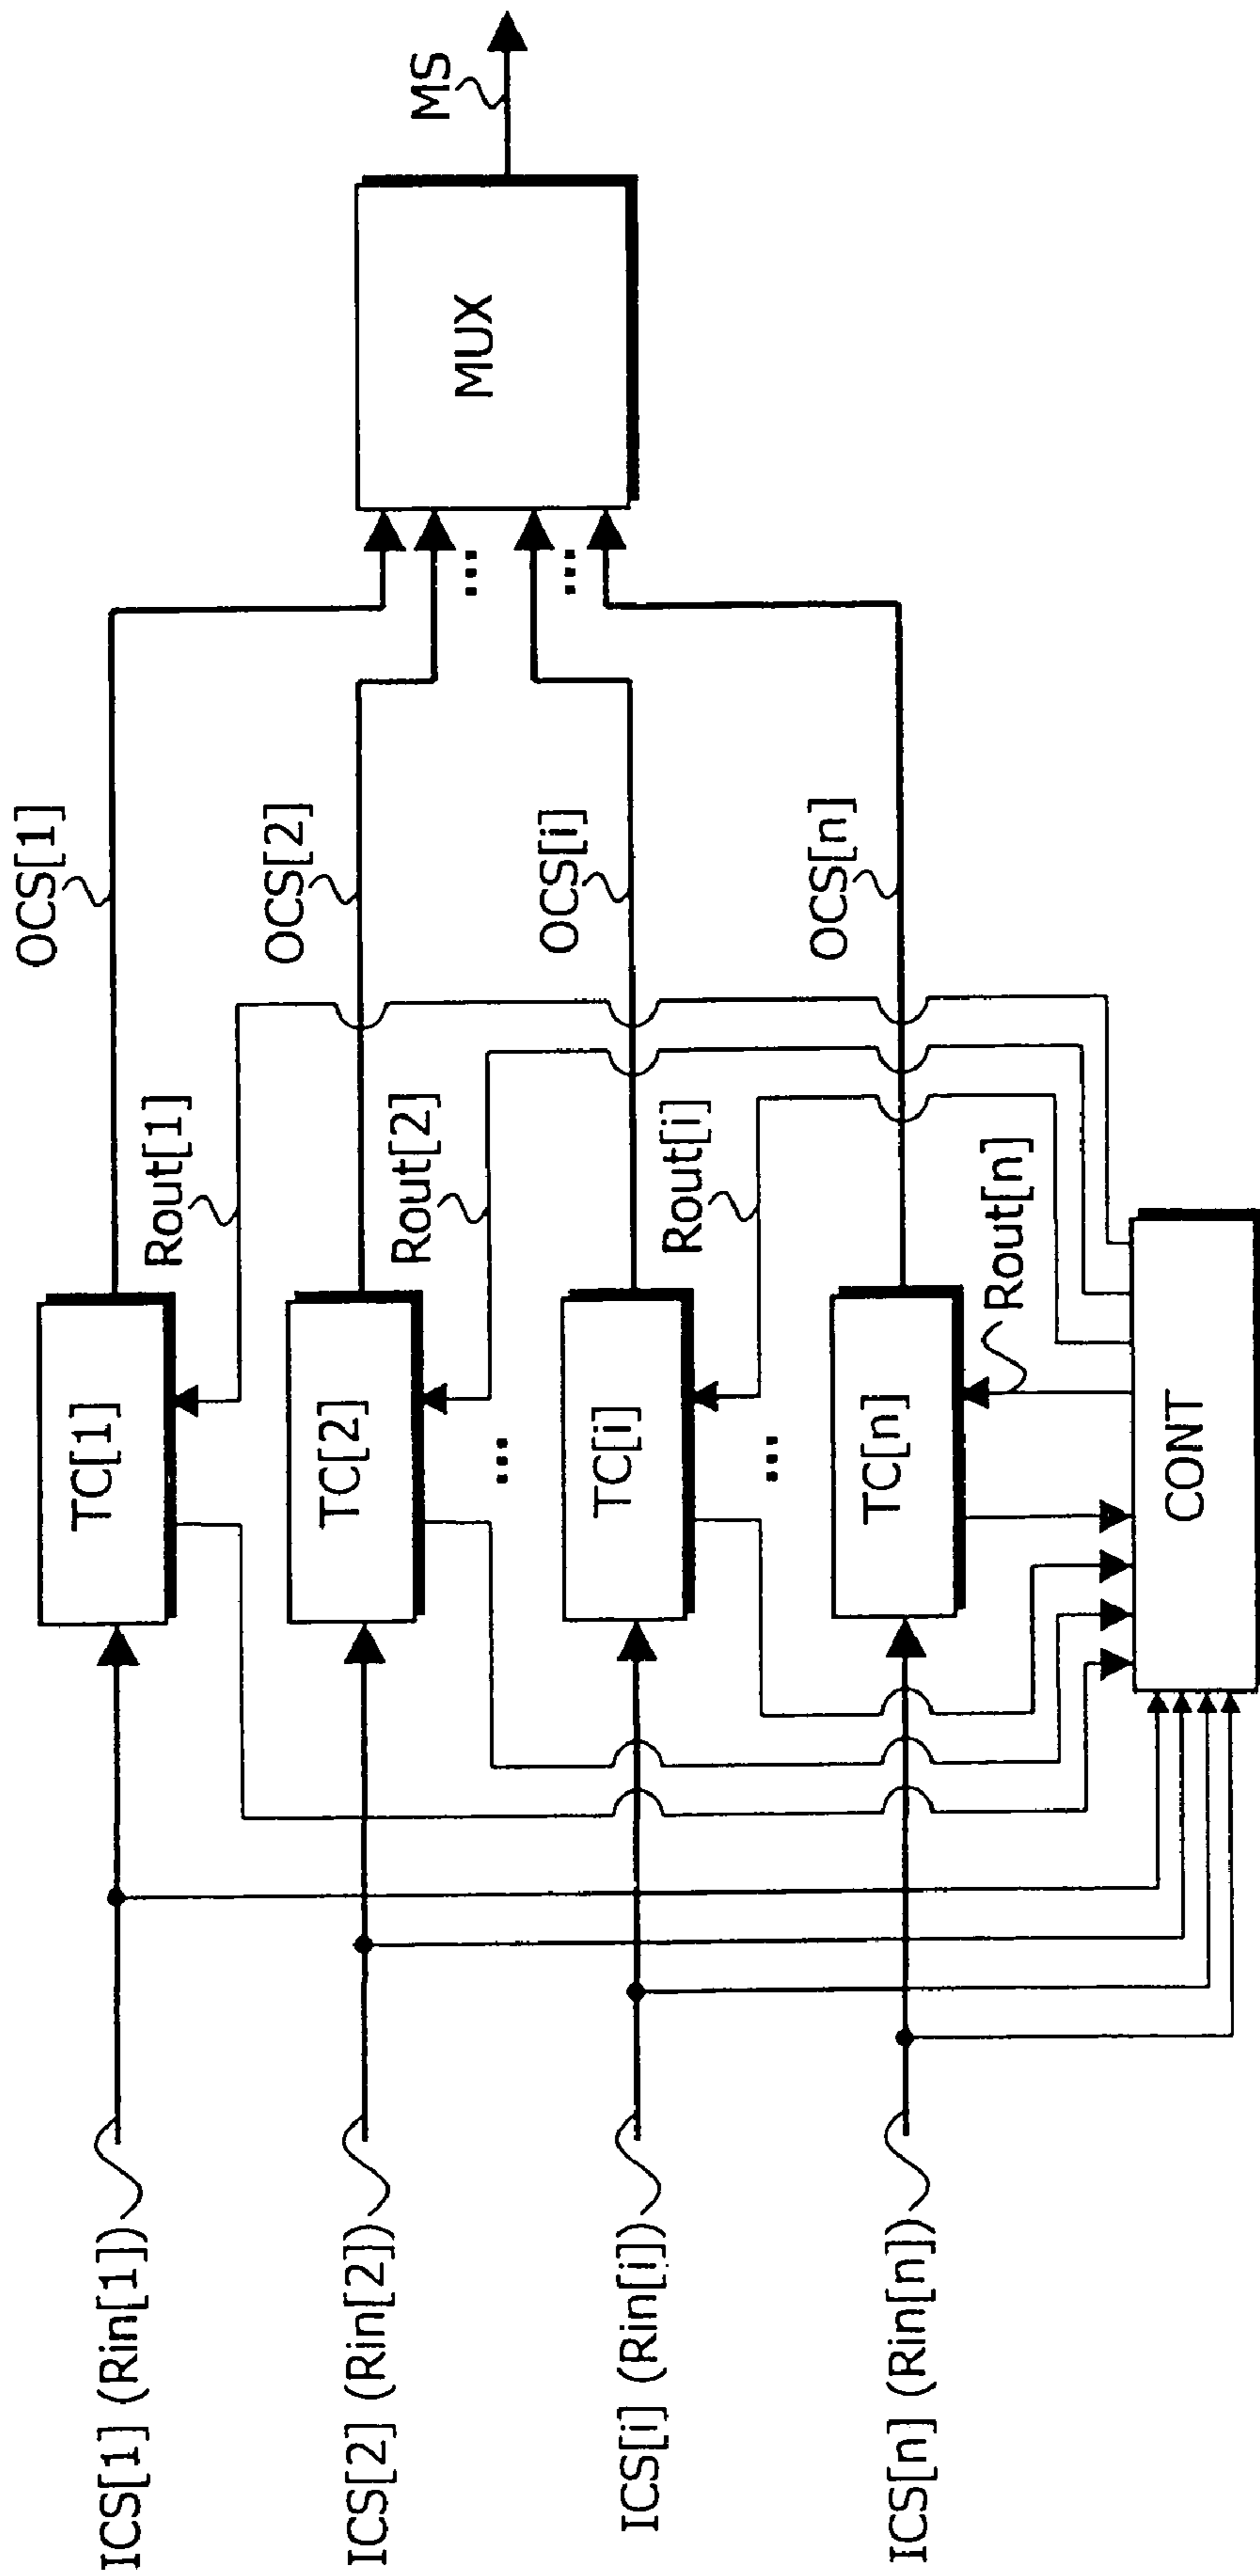 ICS[1] (Rin[1])
TC[1]
Rout[1]
OCS[1]
ICS[2] (Rin[2])
TC[2]
Rout[2]
OCS[2]
...
...
MUX
MS
ICS[i] (Rin[i])
TC[i]
Rout[i]
OCS[i]
...
...
ICS[n] (Rin[n])
TC[n]
Rout[n]
OCS[n]
CONT